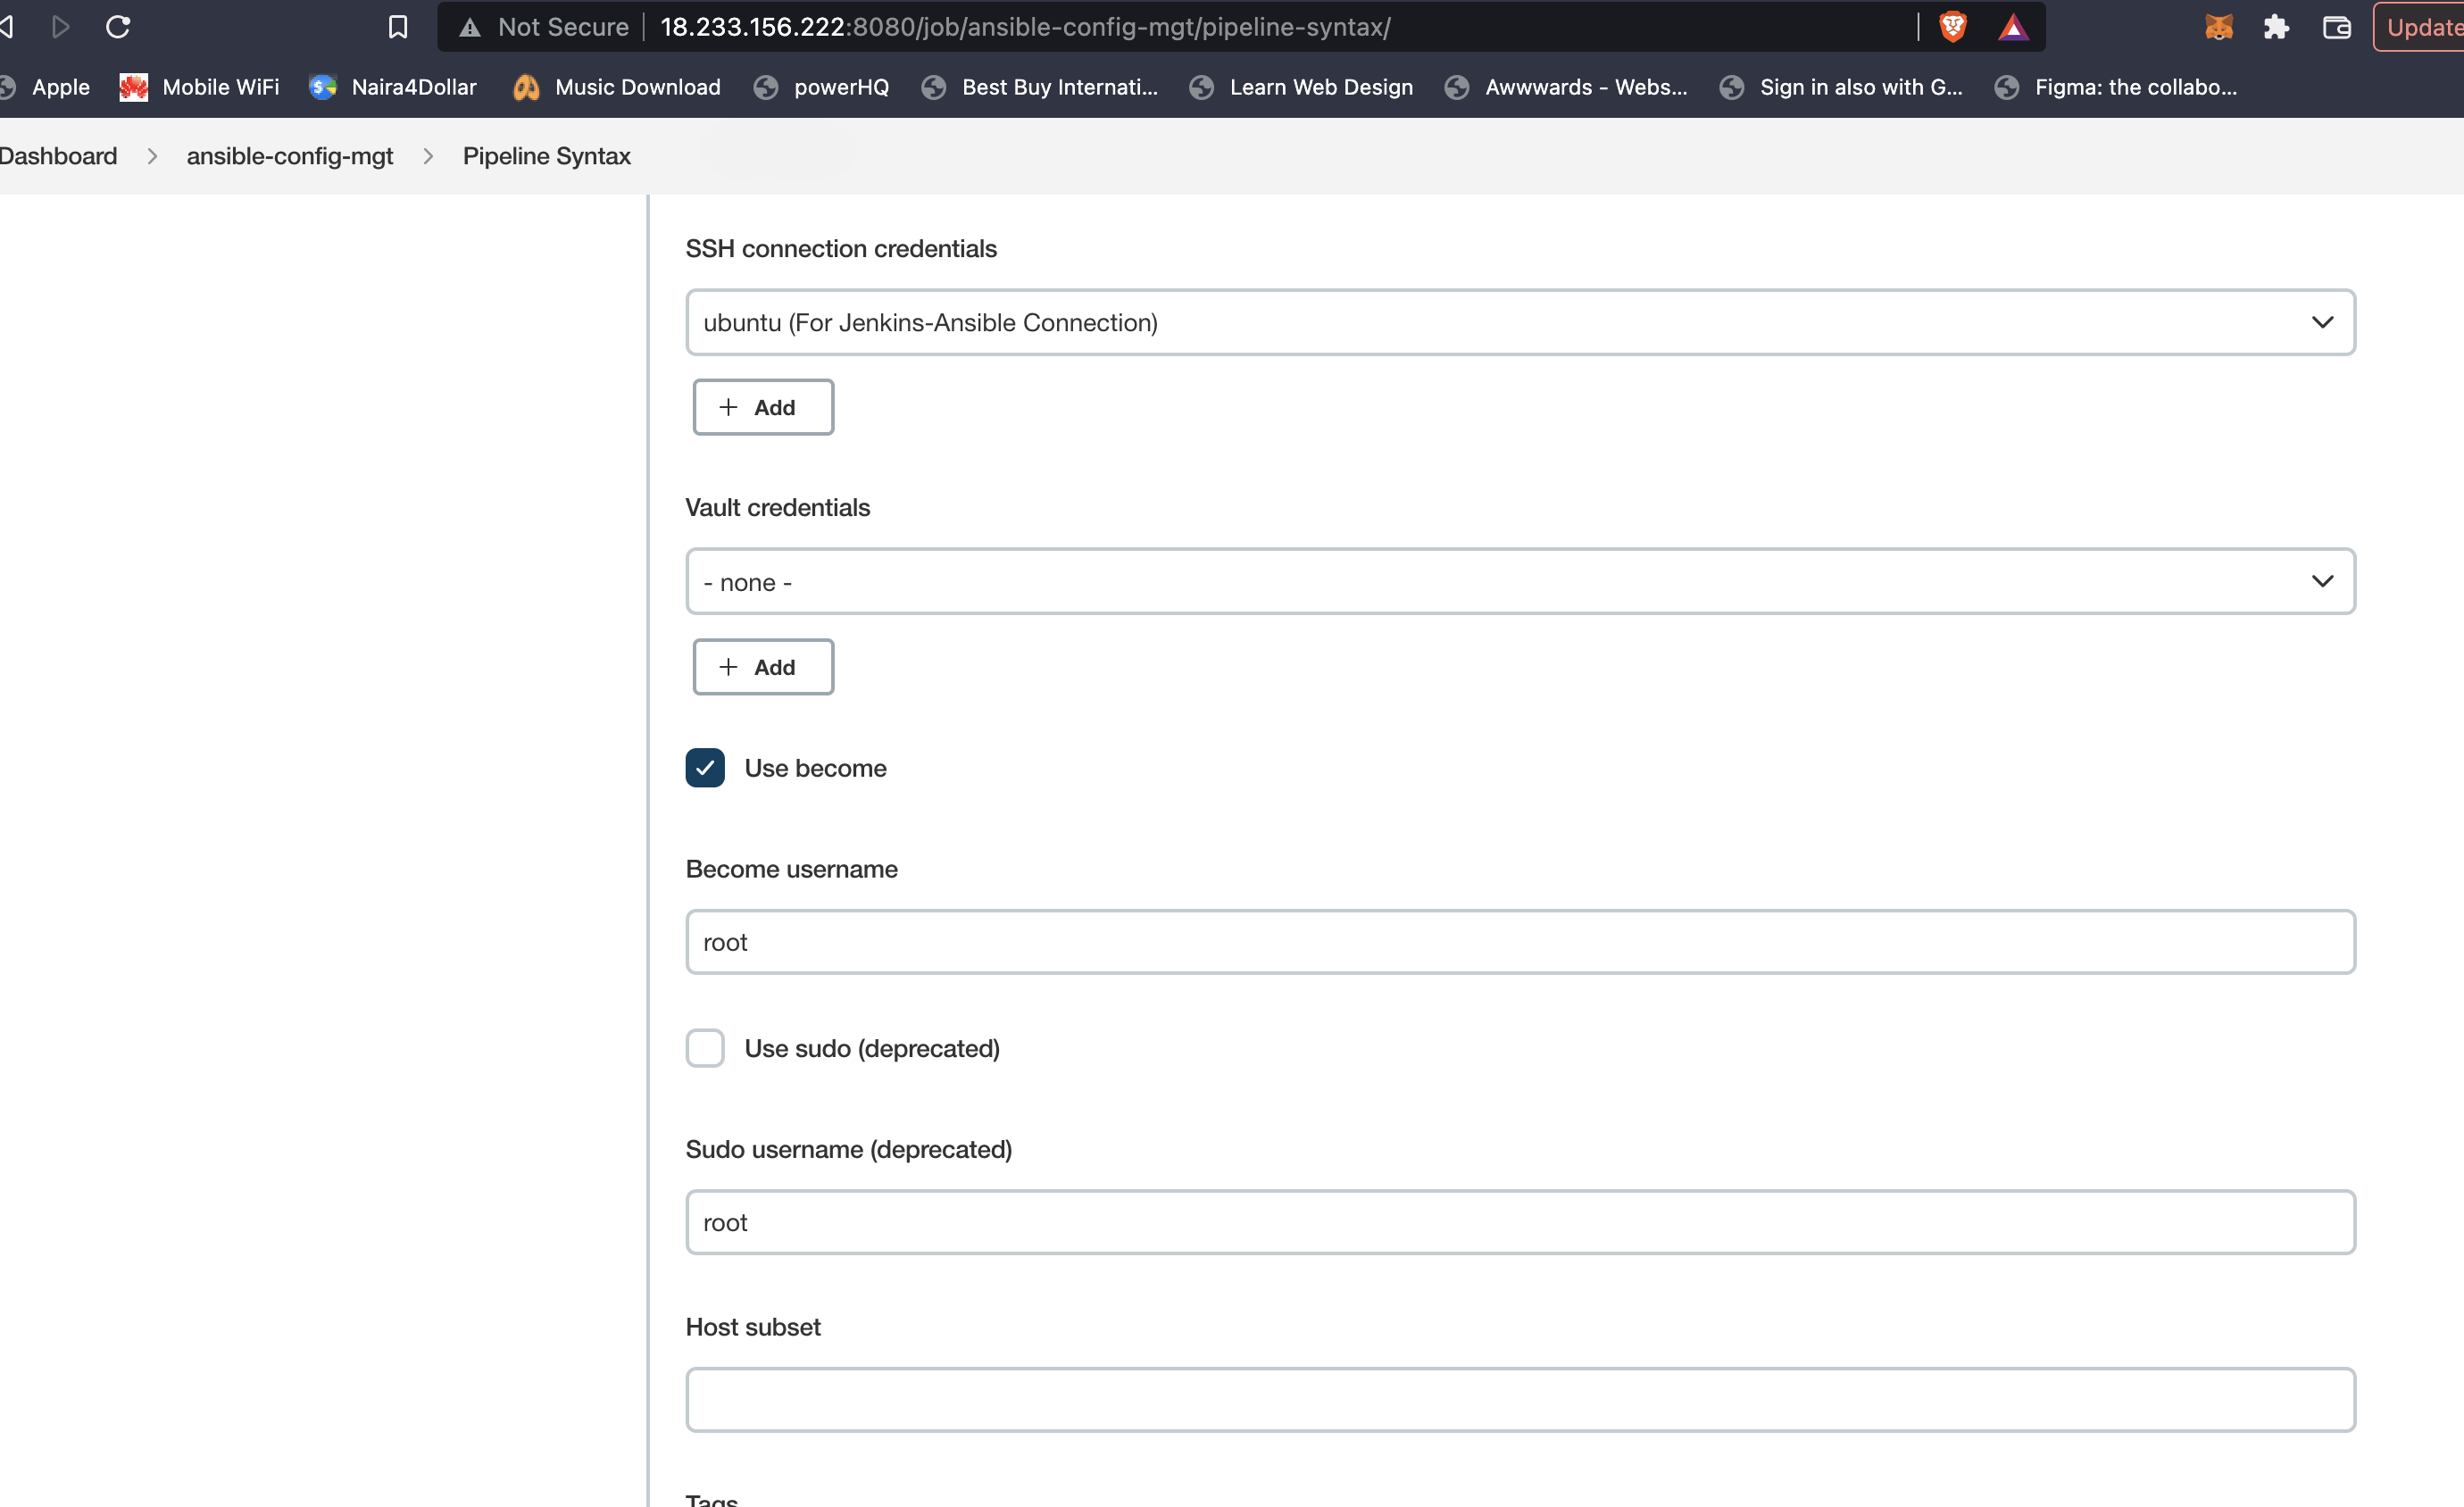 Not Secure 18.233.156.222:8080/job/ansible-config-mgt/pipeline-syntax/ Update
Apple Mobile WiFi Naira4Dollar Music Download powerHQ Best Buy Internati... Learn Web Design Awwwards - Webs... Sign in also with G... Figma: the collabo...
Dashboard ansible-config-mgt Pipeline Syntax
SSH connection credentials
ubuntu (For Jenkins-Ansible Connection)
Add
Vault credentials
- none -
Add
Use become
Become username
root
Use sudo (deprecated)
Sudo username (deprecated)
root
Host subset
Tags